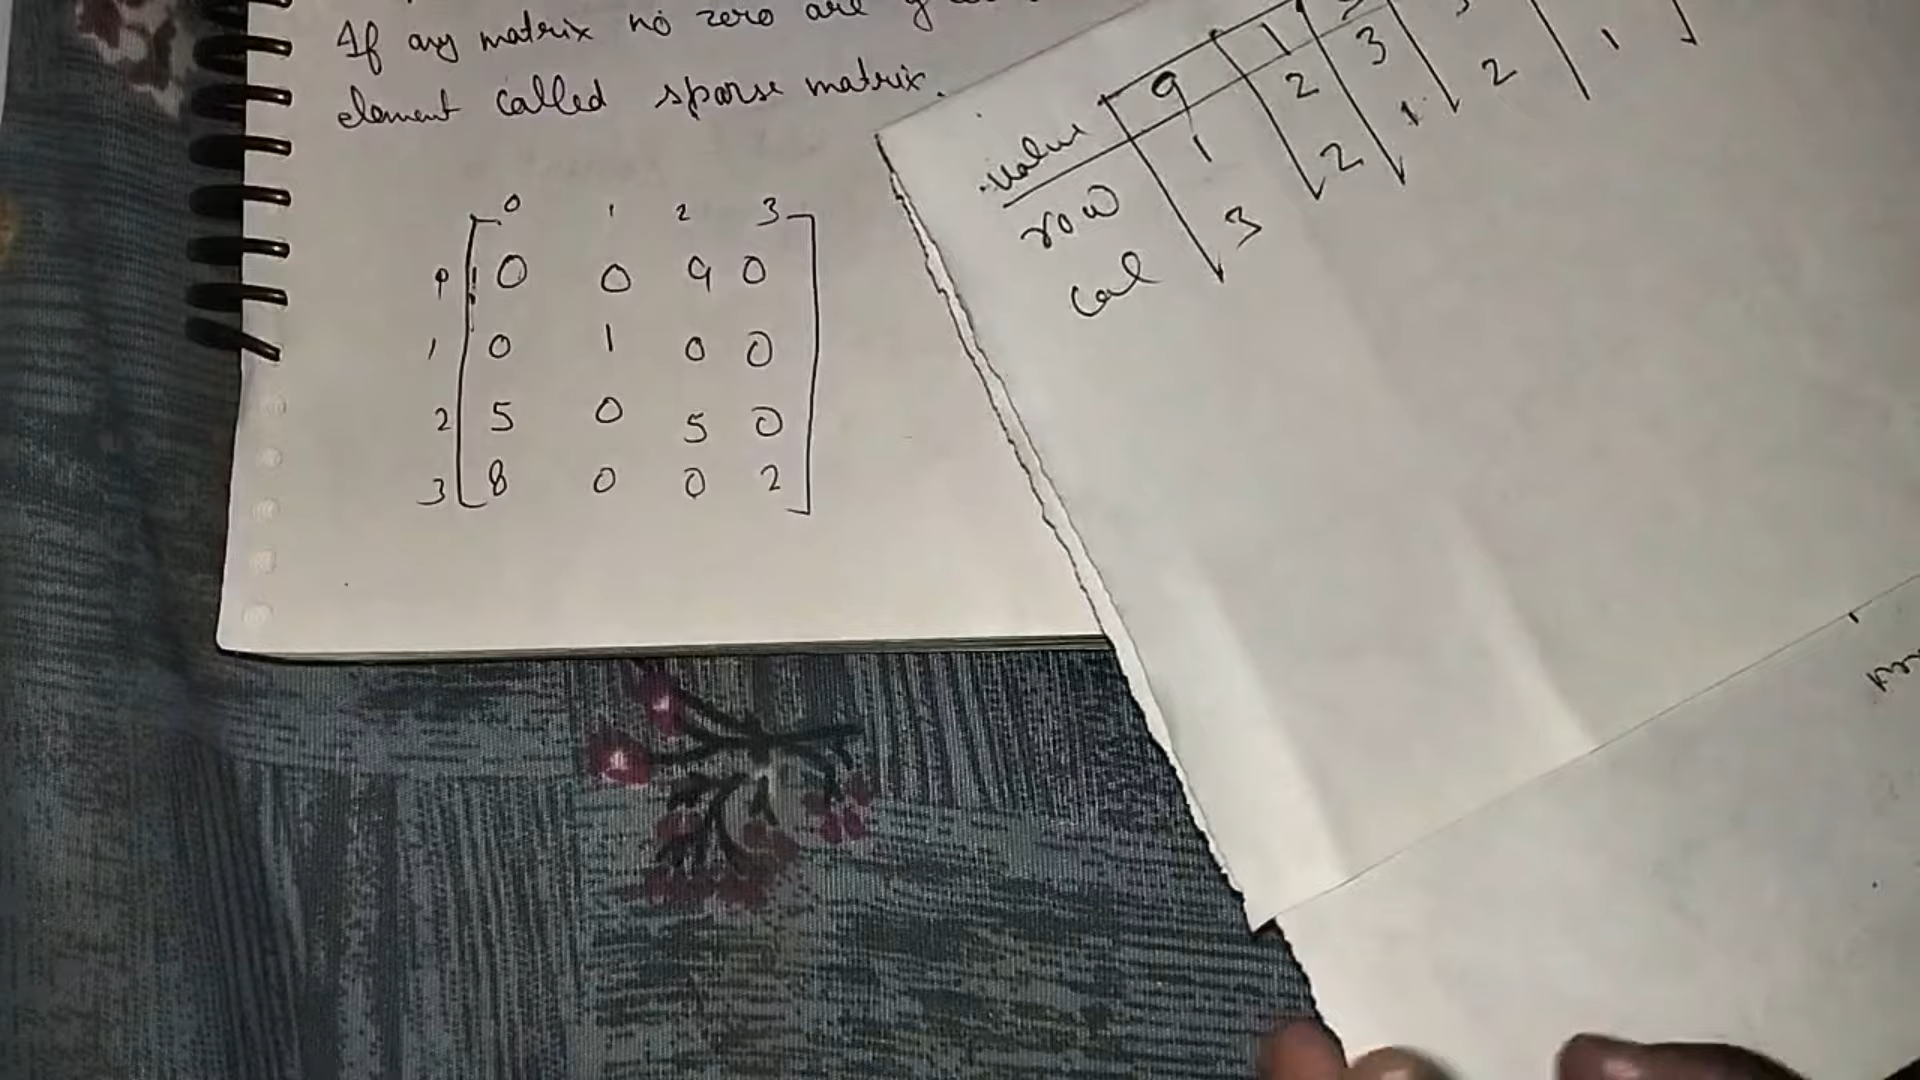 If any matrix no zero are
element called sparse matrix.
0 1 2 3
0 0 0 9 0
1 0 1 0 0
2 5 0 5 0
3 8 0 0 2
value 9 1
row 1 2 3
col 3 2 1 2 1